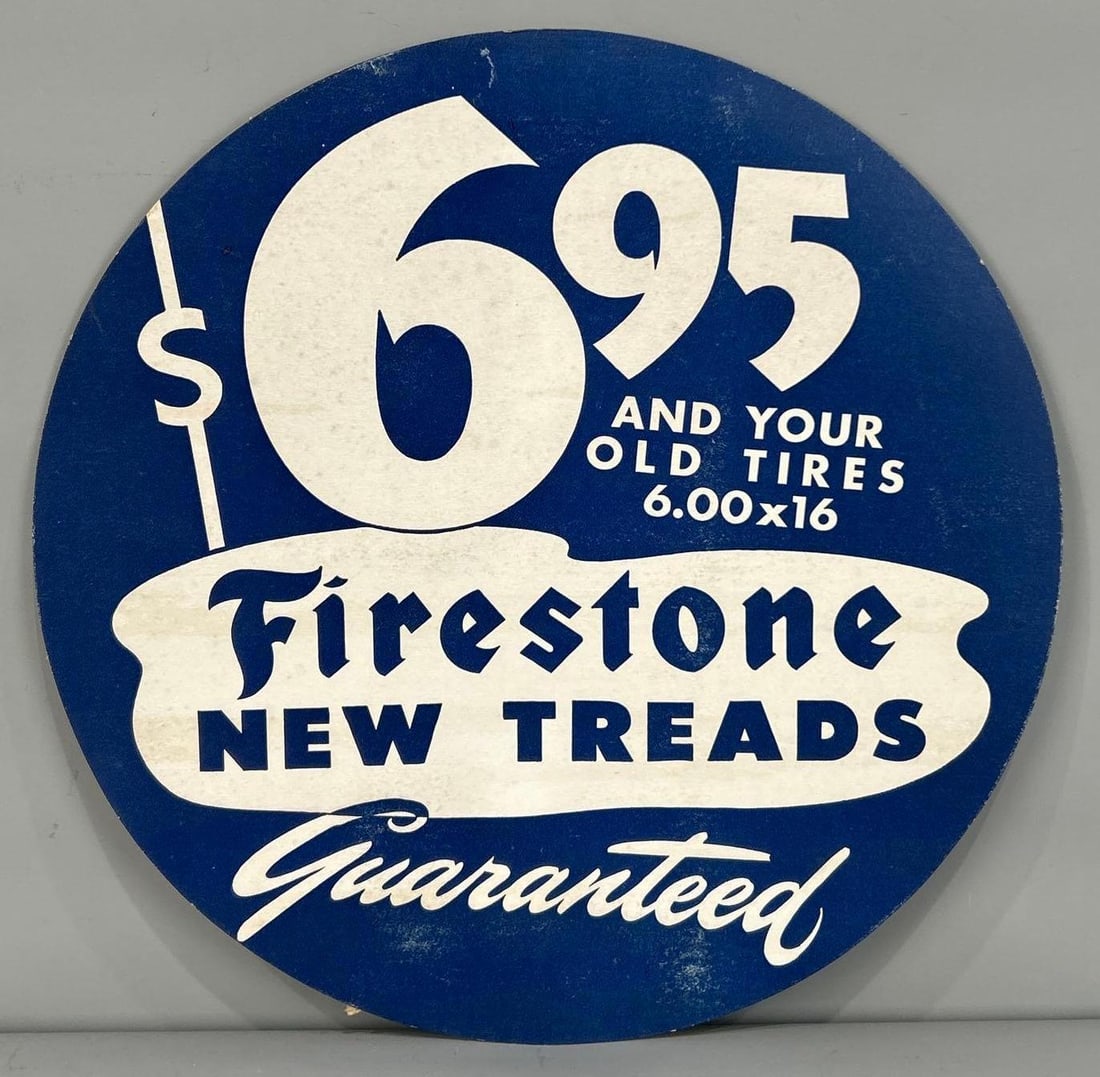 $695
AND YOUR
OLD TIRES
6.00x16
Firestone
NEW TREADS
Guaranteed